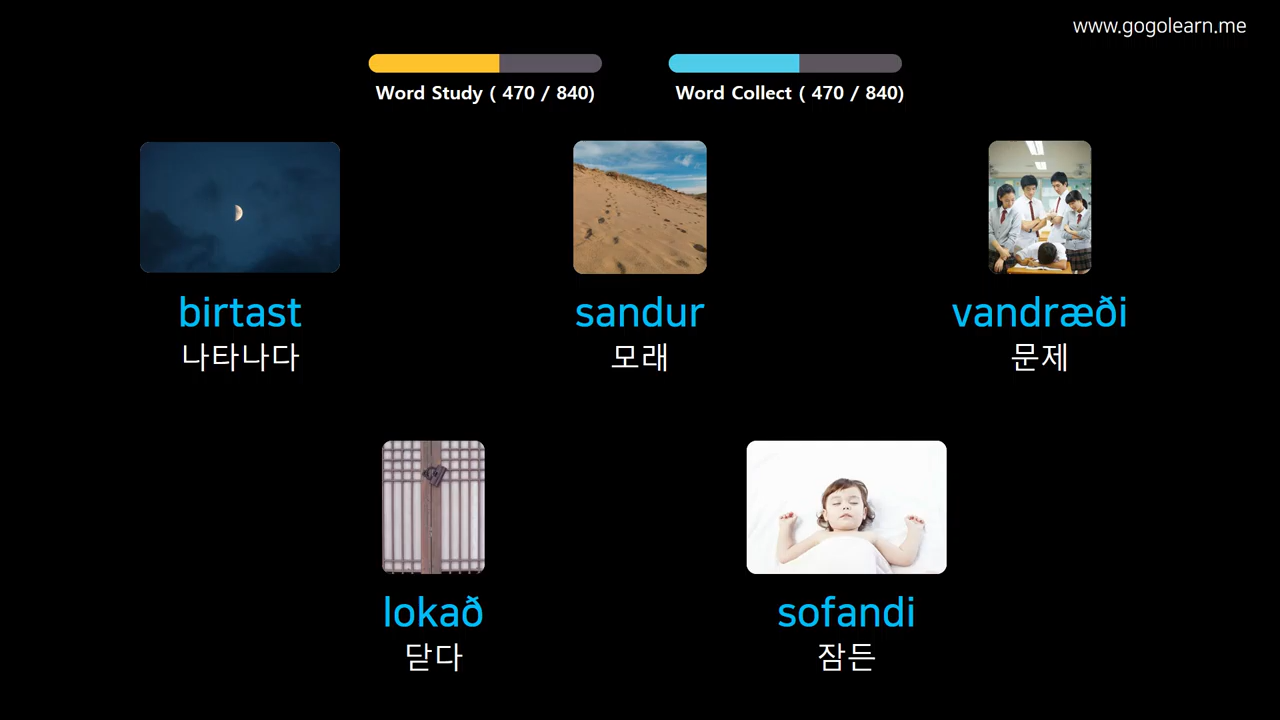 www.gogolearn.me
Word Study ( 470 / 840)
Word Collect ( 470 / 840)
birtast
나타나다
sandur
모래
vandræði
문제
lokað
닫다
sofandi
잠든